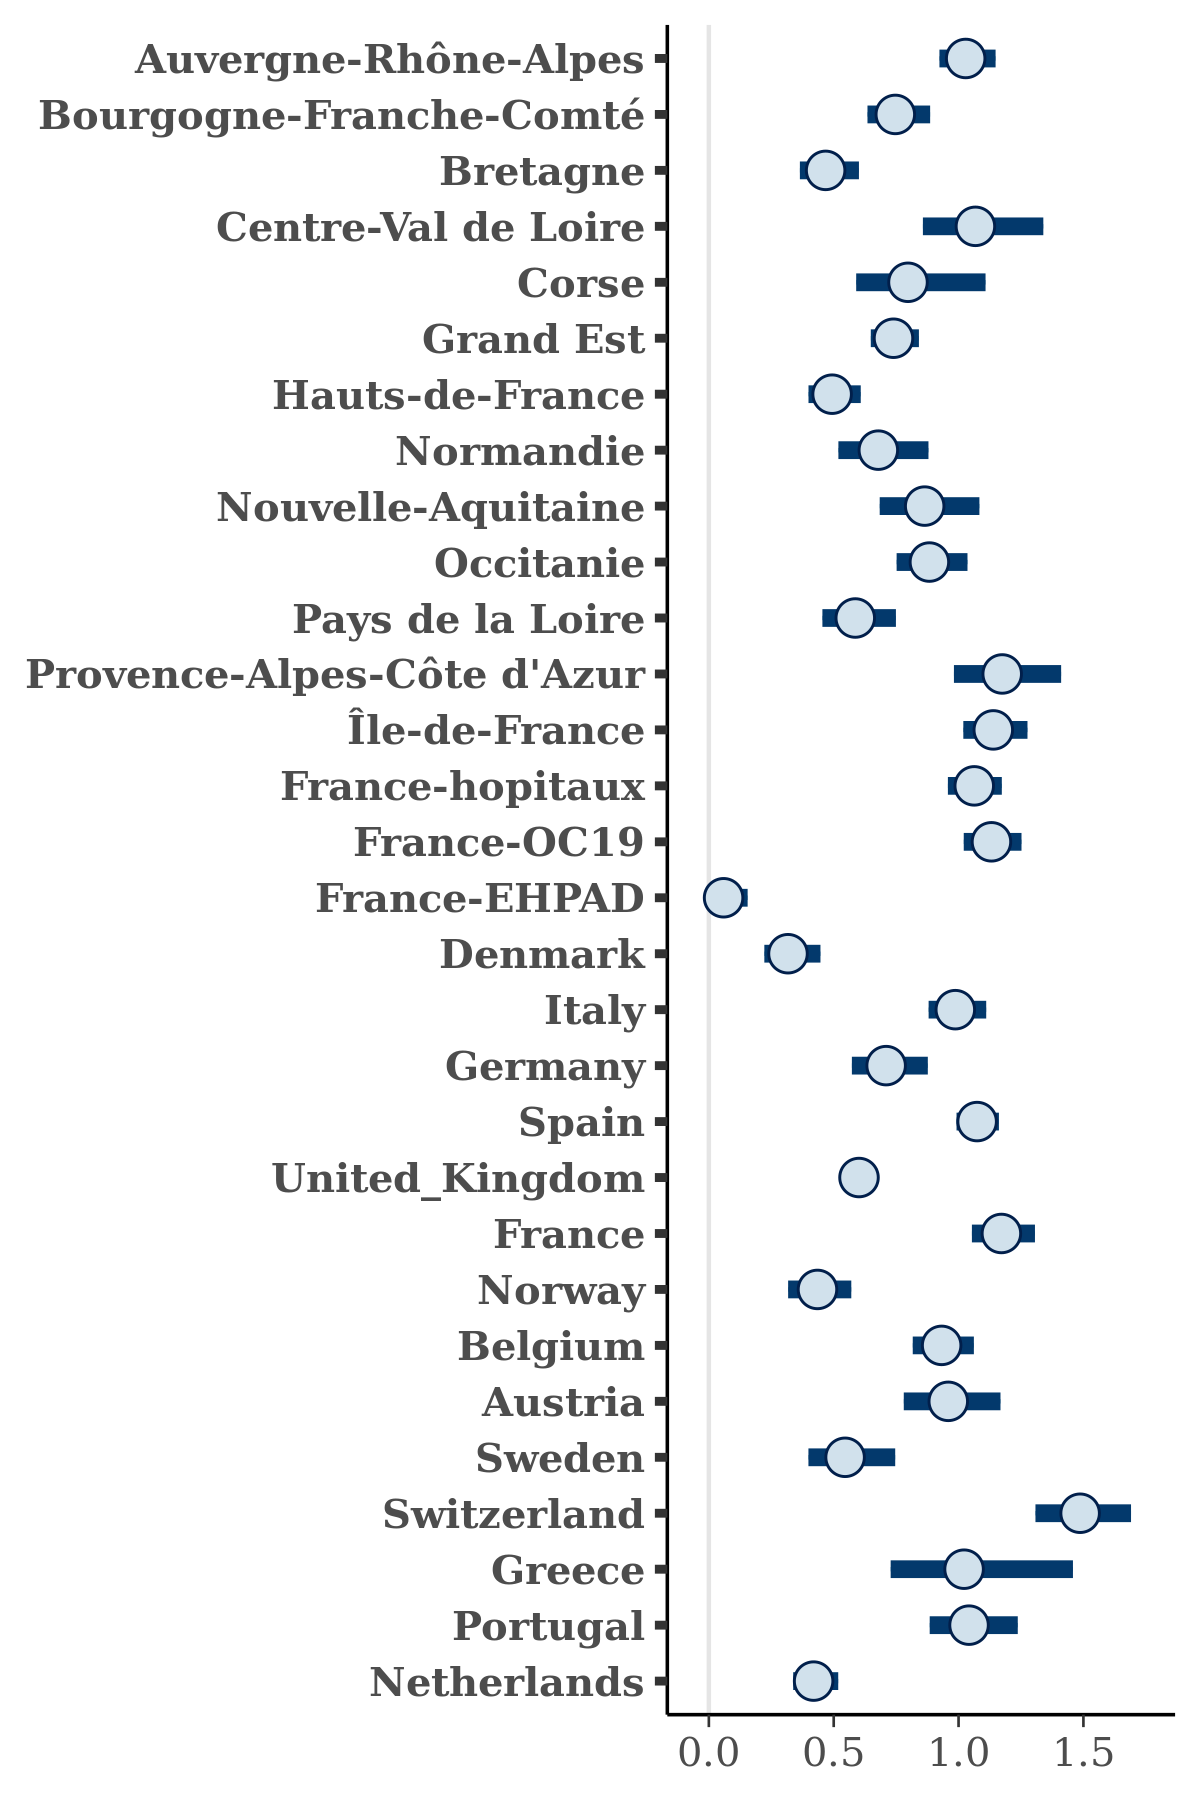 Auvergne-Rhône-Alpes
Bourgogne-Franche-Comté
Bretagne
Centre-Val de Loire
Corse
Grand Est
Hauts-de-France
Normandie
Nouvelle-Aquitaine
Occitanie
Pays de la Loire
Provence-Alpes-Côte d'Azur
Île-de-France
France-hopitaux
France-OC19
France-EHPAD
Denmark
Italy
Germany
Spain
United_Kingdom
France
Norway
Belgium
Austria
Sweden
Switzerland
Greece
Portugal
Netherlands
0.0 0.5 1.0 1.5